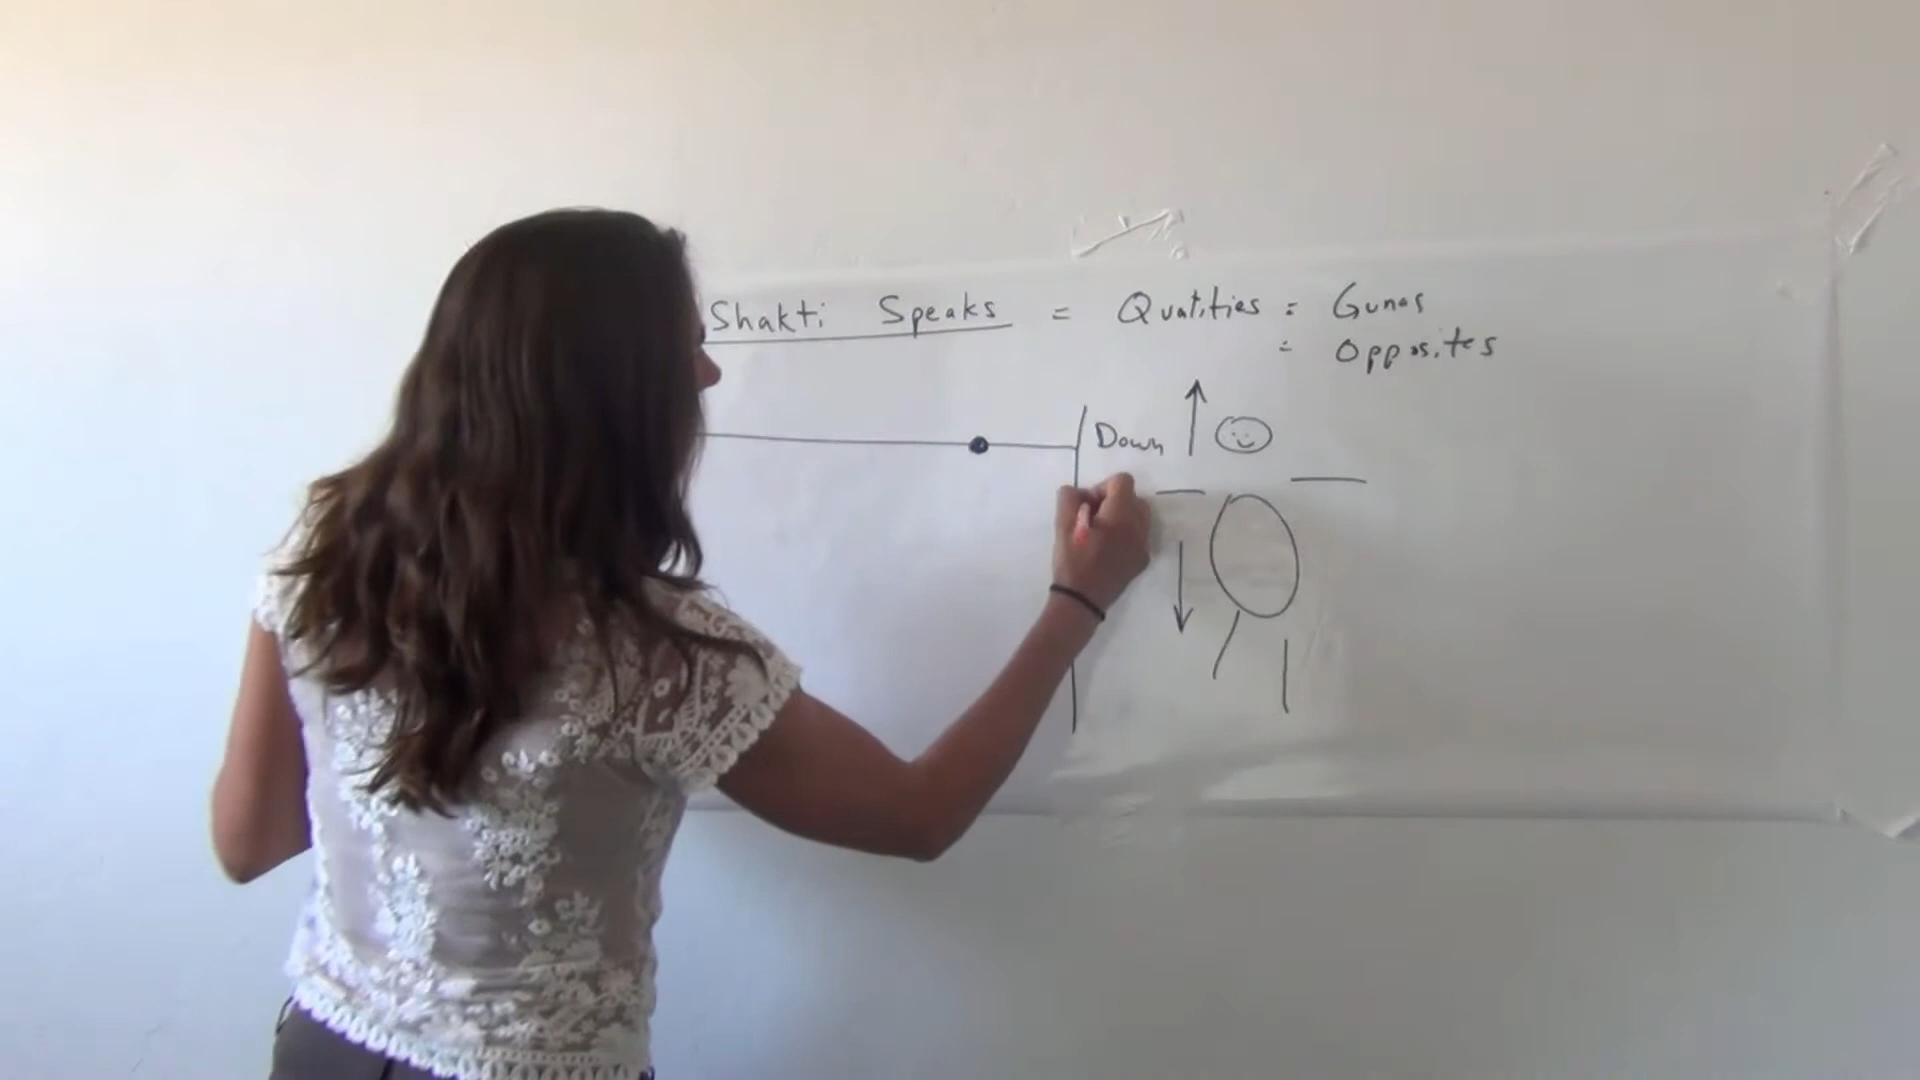 Shakti Speaks = Qualities = Gunas
= Opposites
Down